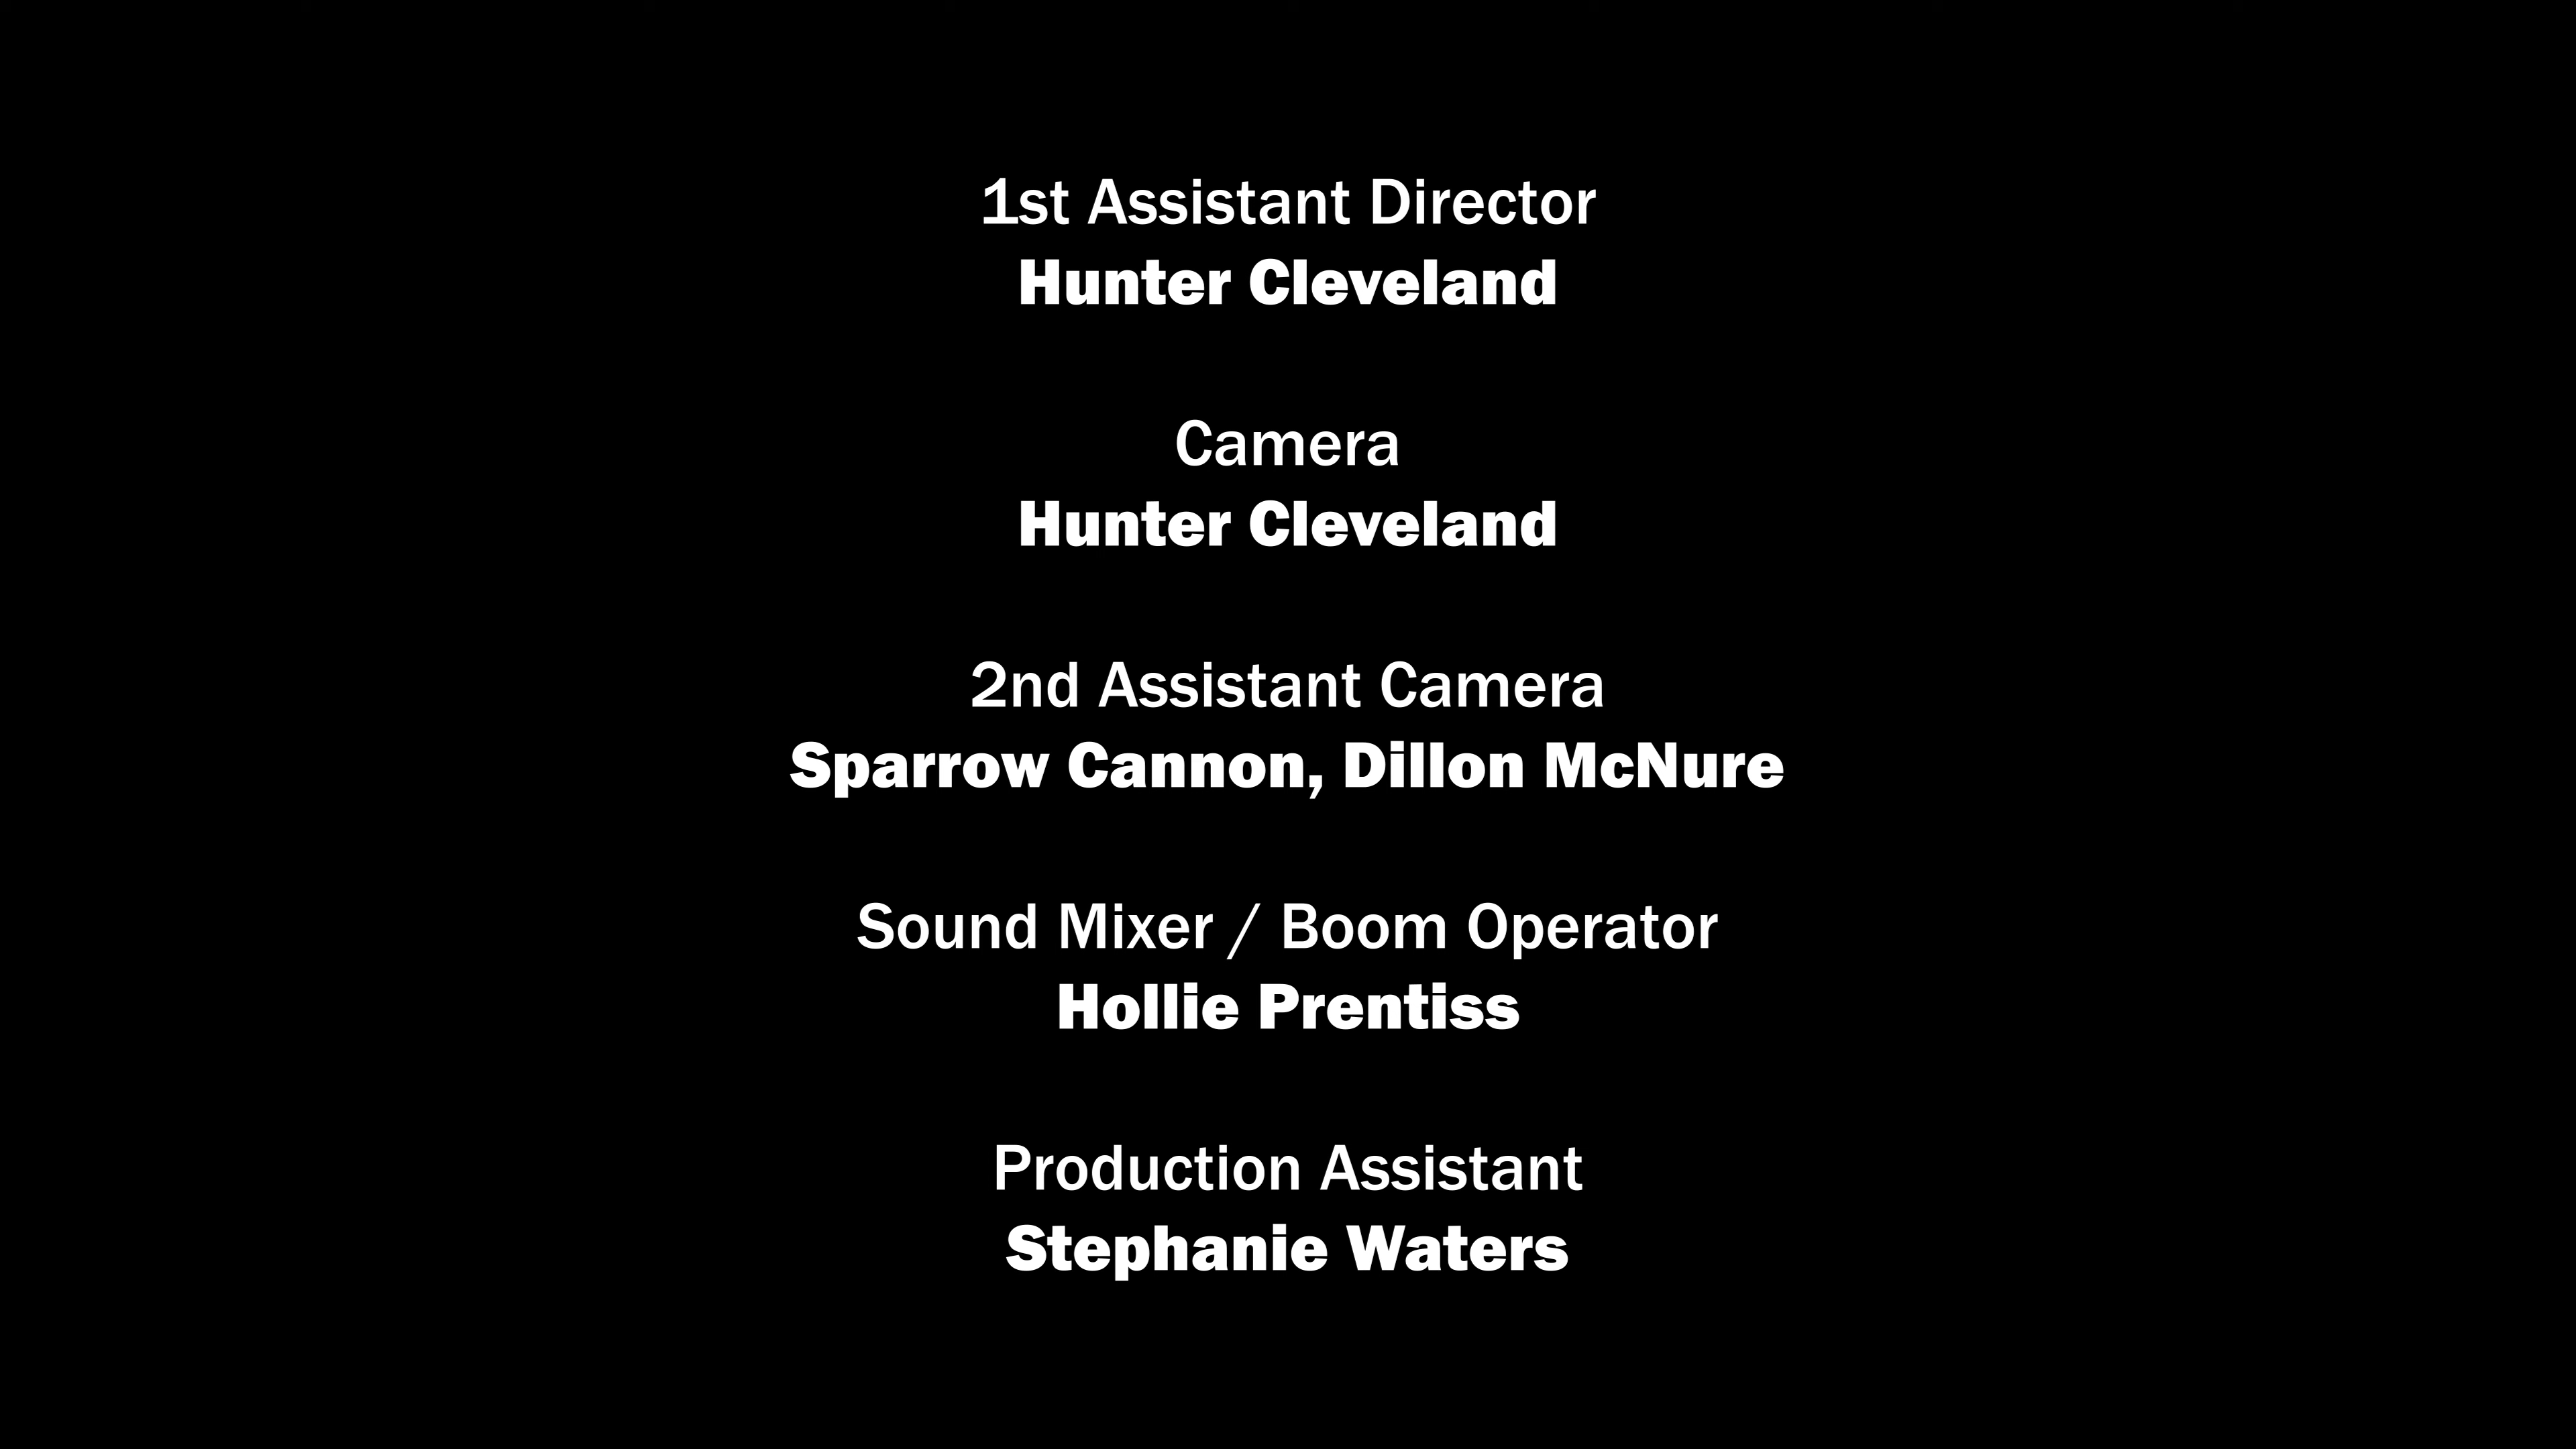 1st Assistant Director
Hunter Cleveland
Camera
Hunter Cleveland
2nd Assistant Camera
Sparrow Cannon, Dillon McNure
Sound Mixer / Boom Operator
Hollie Prentiss
Production Assistant
Stephanie Waters